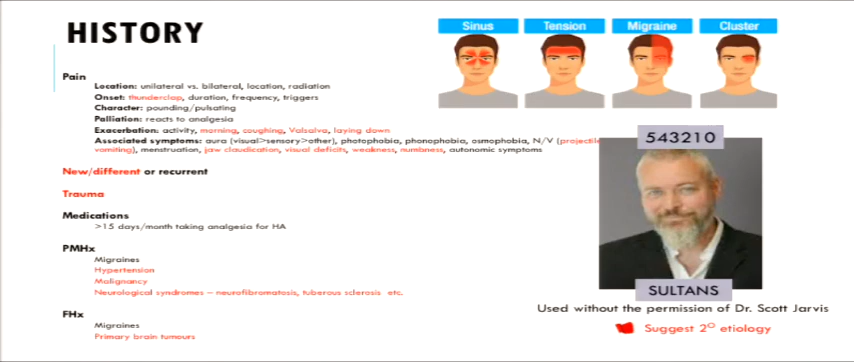 HISTORY
Sinus
Tension
Migraine
Cluster
Pain
Location: unilateral vs. bilateral, location, radiation
Onset: thunderclap, duration, frequency, triggers
Character: pounding/pulsating
Palliation: reacts to analgesia
Exacerbation: activity, morning, coughing, Valsalva, laying down
Associated symptoms: aura (visual>sensory>other), photophobia, phonophobia, osmophobia, N/V (projectile
vomiting), menstruation, jaw claudication, visual deficits, weakness, numbness, autonomic symptoms
New/different or recurrent
Trauma
Medications
>15 days/month taking analgesia for HA
PMHx
Migraines
Hypertension
Malignancy
Neurological syndromes – neurofibromatosis, tuberous sclerosis etc.
FHx
Migraines
Primary brain tumours
543210
SULTANS
Used without the permission of Dr. Scott Jarvis
Suggest 2° etiology